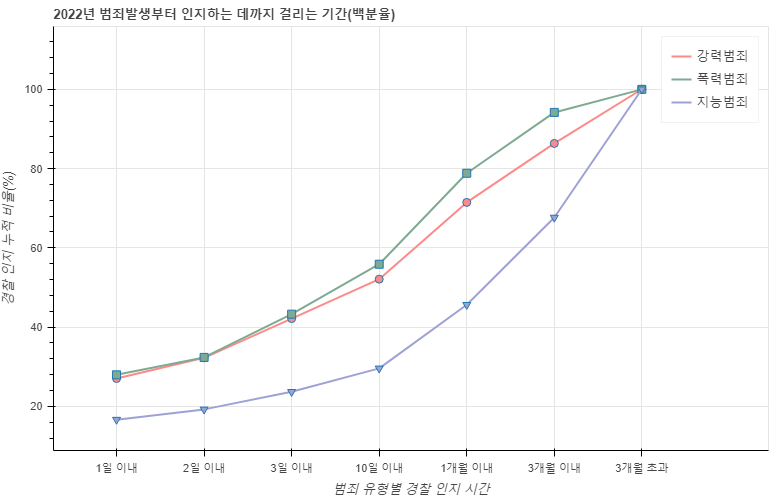 2022년 범죄발생부터 인지하는 데까지 걸리는 기간(백분율)
강력범죄
폭력범죄
지능범죄
경찰 인지 누적 비율(%)
100
80
60
40
20
1일 이내 2일 이내 3일 이내 10일 이내 1개월 이내 3개월 이내 3개월 초과
범죄 유형별 경찰 인지 시간